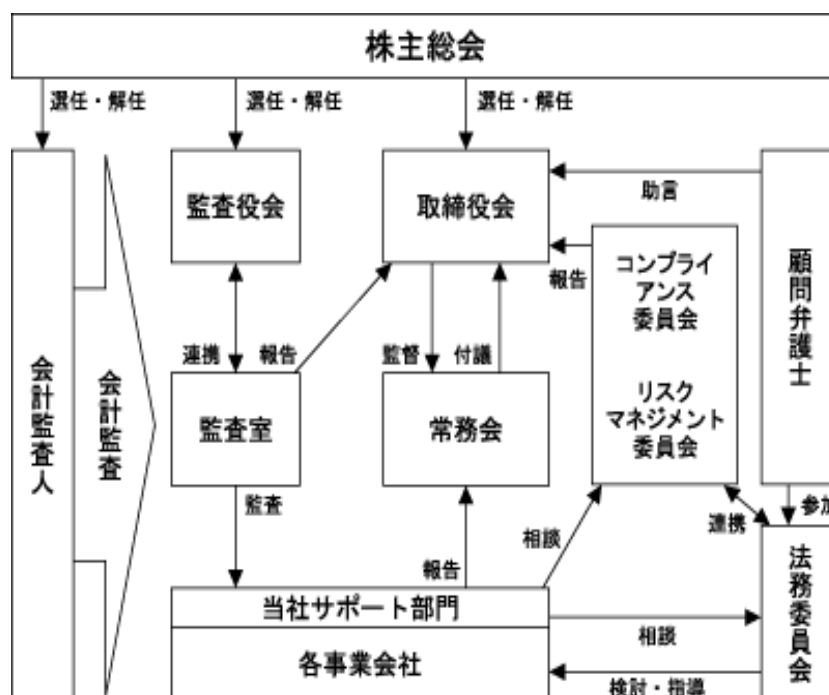 株主総会
選任・解任
選任・解任
選任・解任
監査役会
取締役会
助言
報告
コンプライ
アンス
委員会
リスク
マネジメント
委員会
顧問弁護士
会計監査人
会計監査
連携
報告
監督
付議
監査室
常務会
監査
報告
相談
連携
参加
当社サポート部門
各事業会社
相談
検討・指導
法務委員会